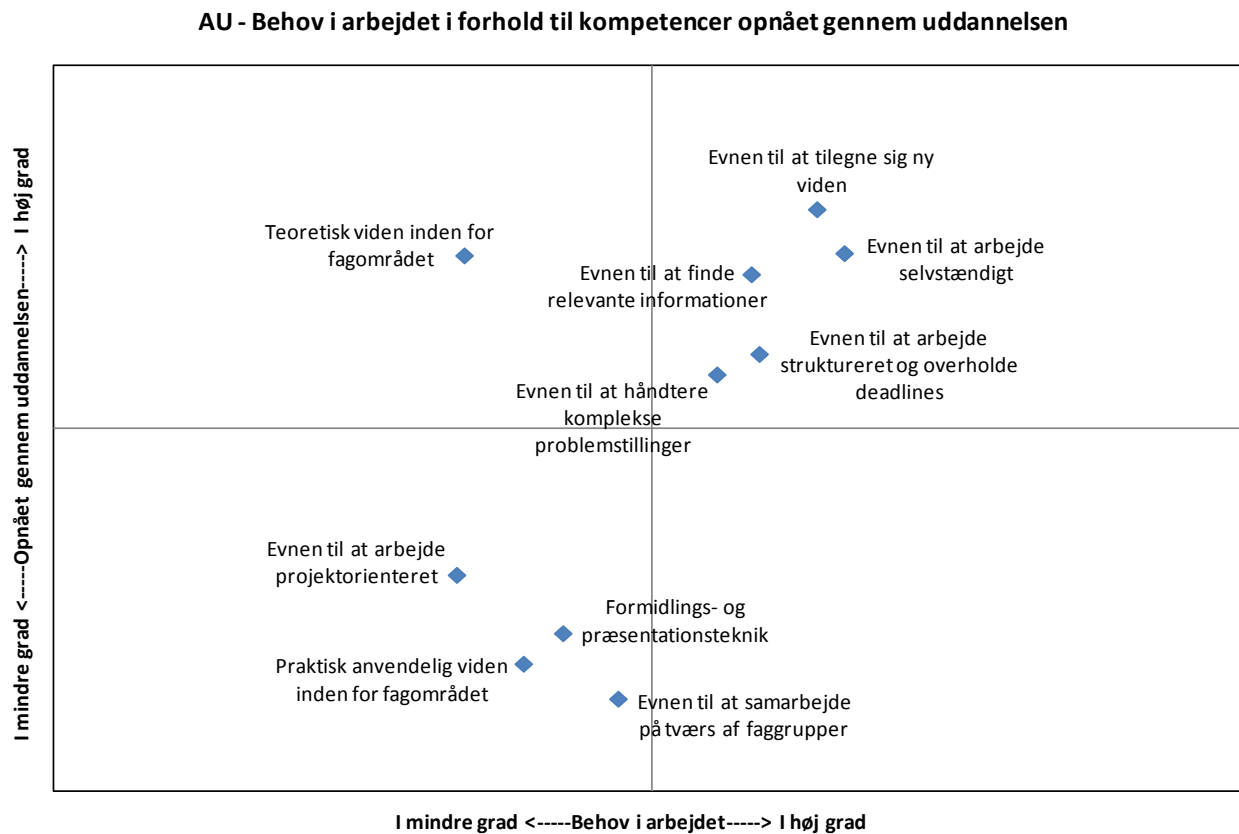 AU - Behov i arbejdet i forhold til kompetencer opnået gennem uddannelsen
I mindre grad <-----Opnået gennem uddannelsen-----> I høj grad
Evnen til at tilegne sig ny
viden
Teoretisk viden inden for
fagområdet
Evnen til at arbejde
selvstændigt
Evnen til at finde
relevante informationer
Evnen til at arbejde
struktureret og overholde
deadlines
Evnen til at håndtere
komplekse
problemstillinger
Evnen til at arbejde
projektorienteret
Formidlings- og
præsentationsteknik
Praktisk anvendelig viden
inden for fagområdet
Evnen til at samarbejde
på tværs af faggrupper
I mindre grad <-----Behov i arbejdet-----> I høj grad